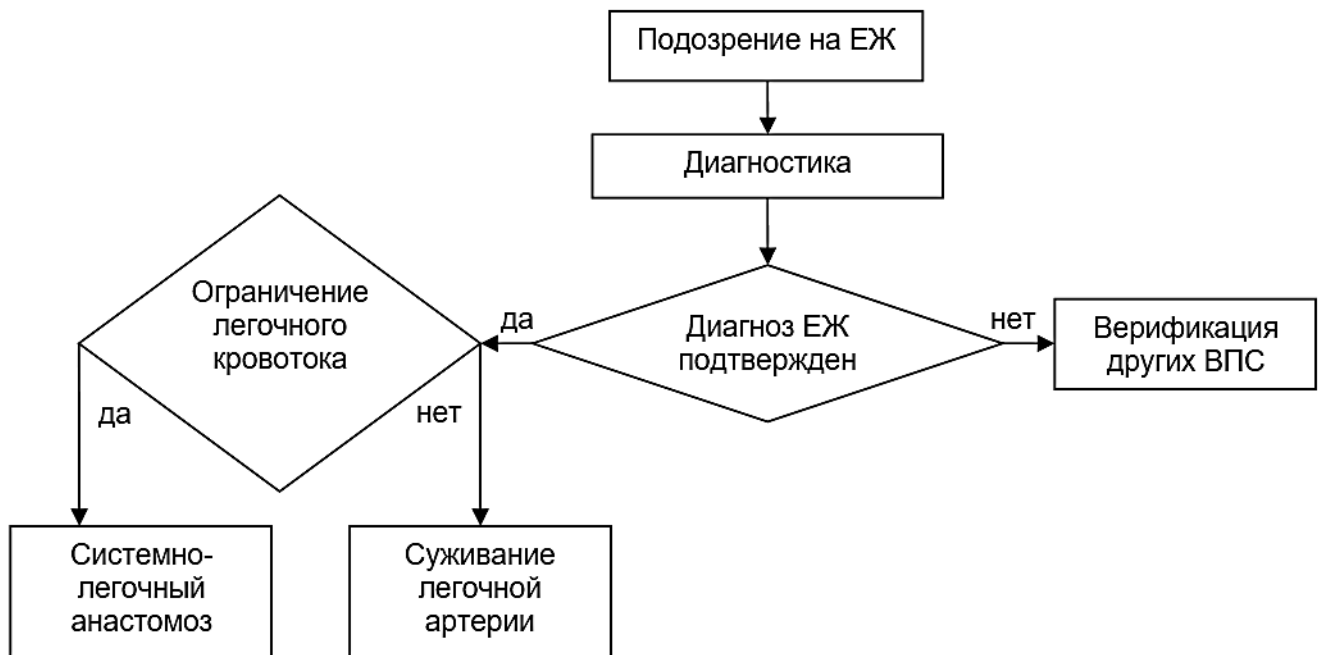 Подозрение на ЕЖ
Диагностика
Диагноз ЕЖ
подтвержден
да
нет
Верификация
других ВПС
Ограничение
легочного
кровотока
да
нет
Системно-
легочный
анастомоз
Суживание
легочной
артерии